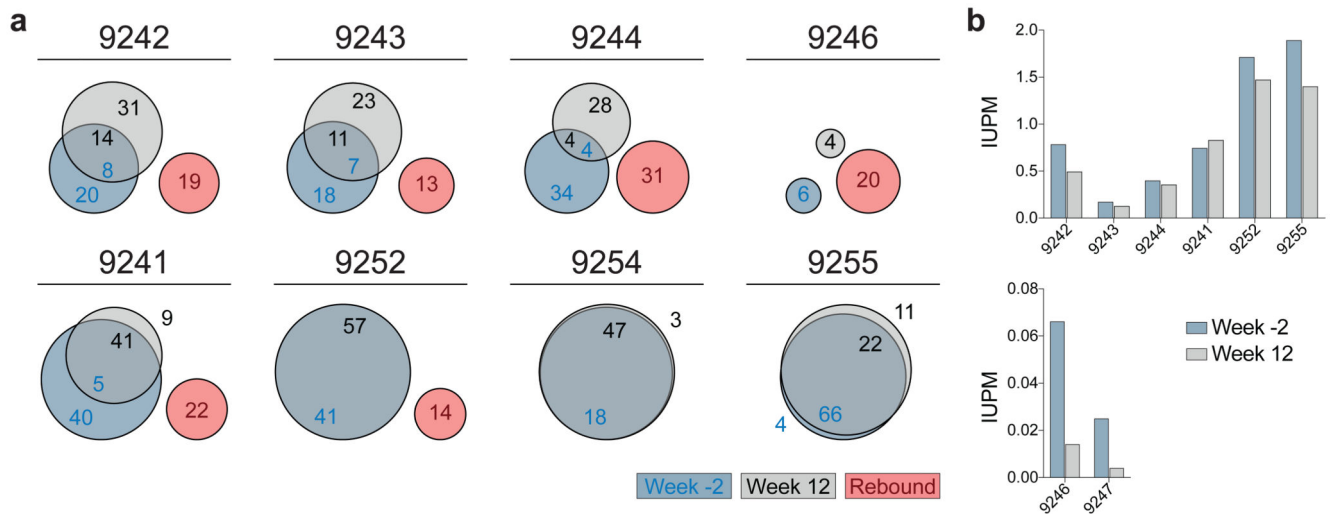 a
9242 9243 9244 9246
31 23 28
14 11 4 4 4
8 7
20 19 18 13 34 31 6 20
9241 9252 9254 9255
9 57 47 3 11
41 22
5
40 22 41 14 18 4 66
Week -2 Week 12 Rebound
b
2.0
1.5
1.0
0.5
0.0
IUPM
9242 9243 9244 9241 9252 9255
0.08
0.06
0.04
0.02
0.00
IUPM
9246 9247
Week -2
Week 12